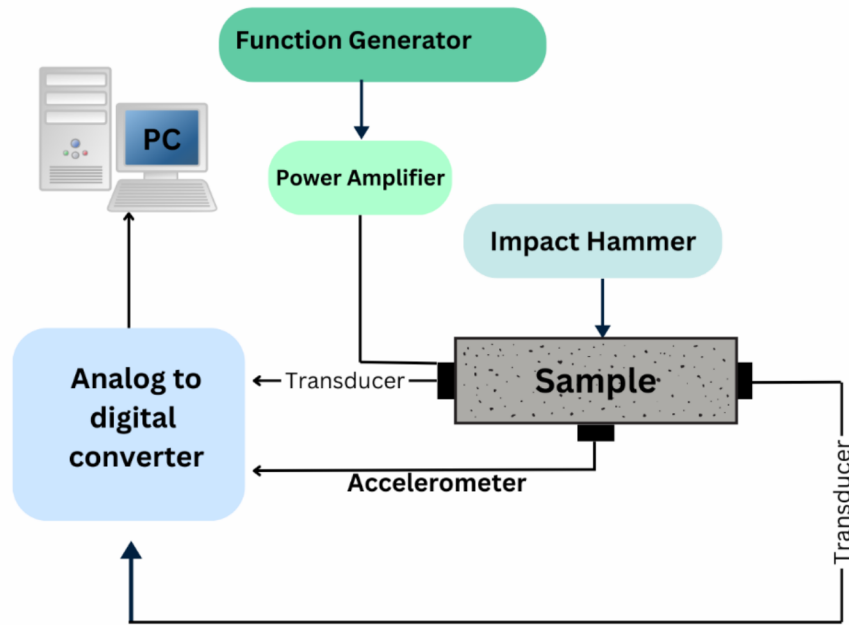 Function Generator
PC
Power Amplifier
Impact Hammer
Analog to
digital
converter
Transducer
Sample
Accelerometer
Transducer